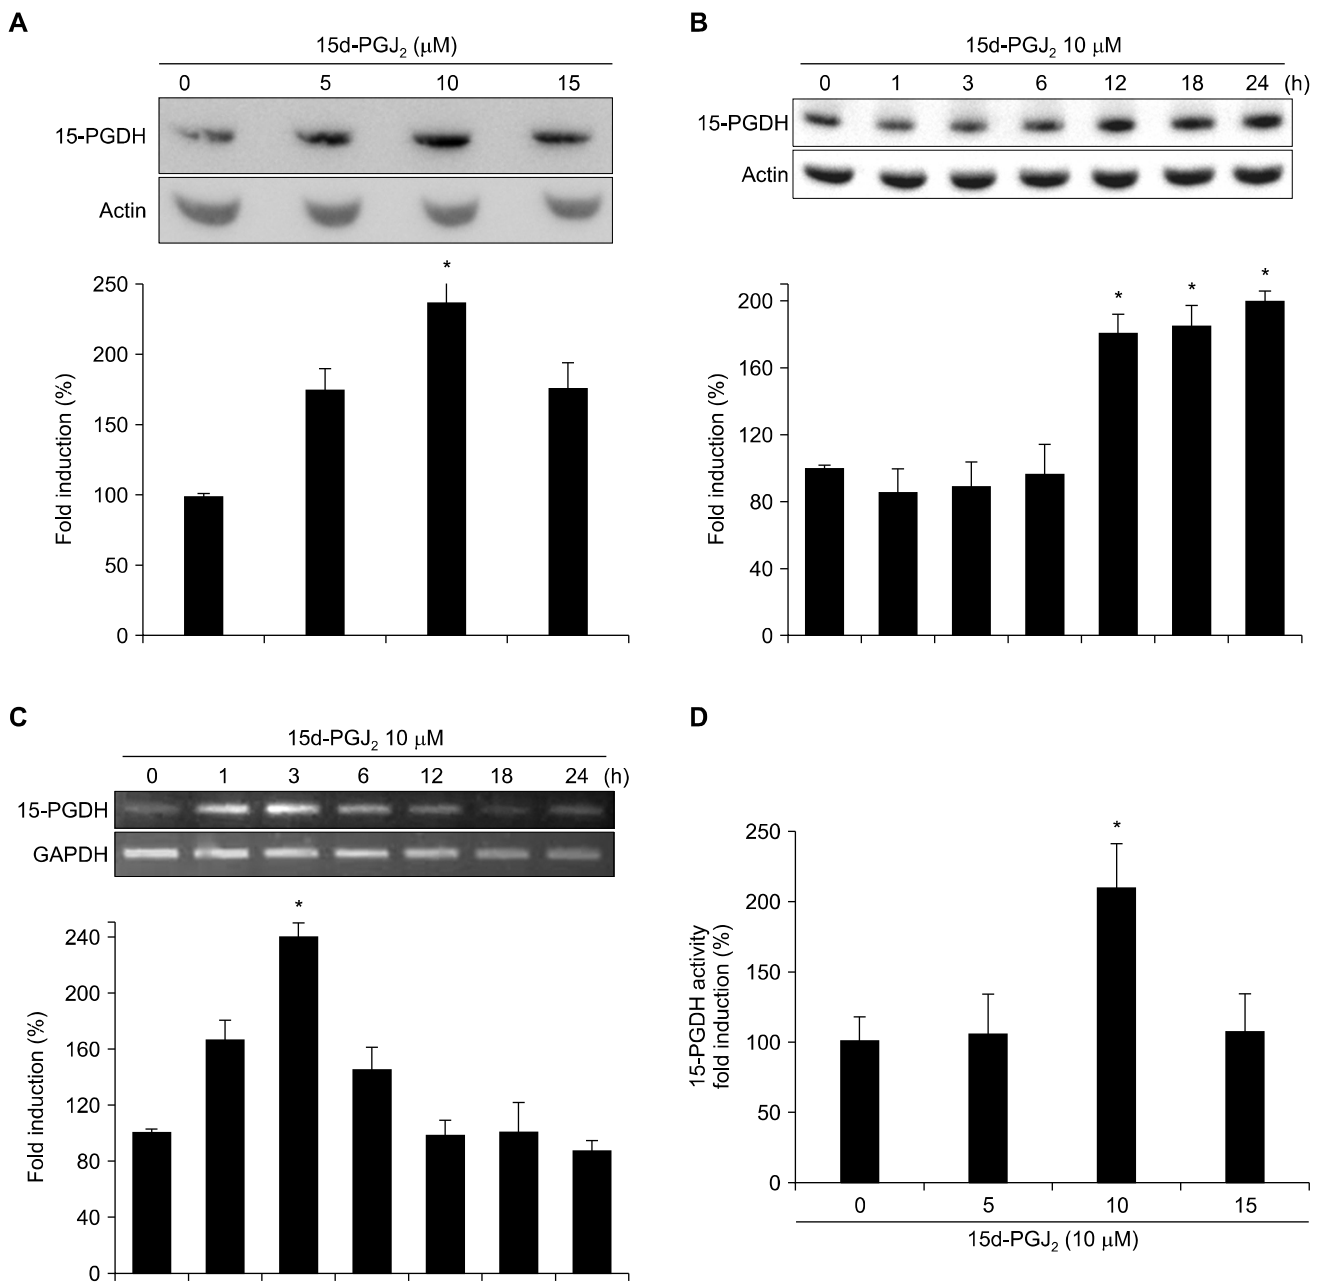 A
15d-PGJ₂ (μM)
0 5 10 15
15-PGDH
Actin
*
250
200
150
100
50
0
Fold induction (%)
B
15d-PGJ₂ 10 μM
0 1 3 6 12 18 24 (h)
15-PGDH
Actin
* * *
200
160
120
80
40
0
Fold induction (%)
C
15d-PGJ₂ 10 μM
0 1 3 6 12 18 24 (h)
15-PGDH
GAPDH
*
240
200
160
120
80
40
0
Fold induction (%)
D
*
250
200
150
100
50
0
15-PGDH activity
fold induction (%)
0 5 10 15
15d-PGJ₂ (10 μM)